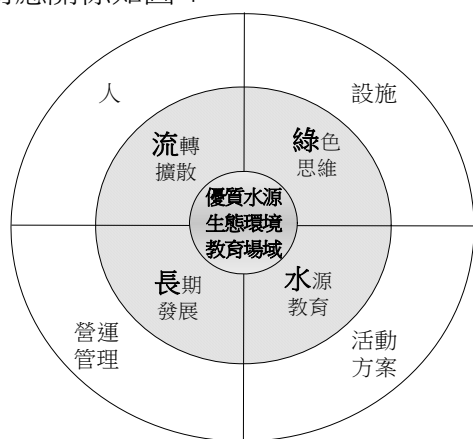 人
設施
流轉
擴散
綠色
思維
優質水源
生態環境
教育場域
長期
發展
水源
教育
營運
管理
活動
方案